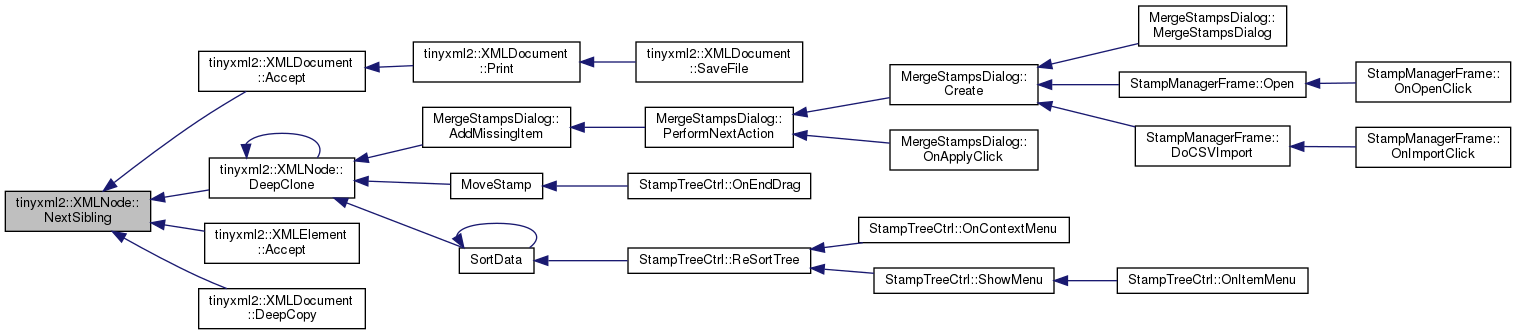 tinyxml2::XMLNode::
NextSibling
tinyxml2::XMLDocument
::Accept
tinyxml2::XMLDocument
::Print
tinyxml2::XMLDocument
::SaveFile
tinyxml2::XMLNode::
DeepClone
MergeStampsDialog::
AddMissingItem
MergeStampsDialog::
PerformNextAction
MergeStampsDialog::
Create
MergeStampsDialog::
MergeStampsDialog
StampManagerFrame::Open
StampManagerFrame::
OnOpenClick
StampManagerFrame::
DoCSVImport
StampManagerFrame::
OnImportClick
MergeStampsDialog::
OnApplyClick
MoveStamp
StampTreeCtrl::OnEndDrag
SortData
StampTreeCtrl::ReSortTree
StampTreeCtrl::OnContextMenu
StampTreeCtrl::ShowMenu
StampTreeCtrl::OnItemMenu
tinyxml2::XMLElement
::Accept
tinyxml2::XMLDocument
::DeepCopy